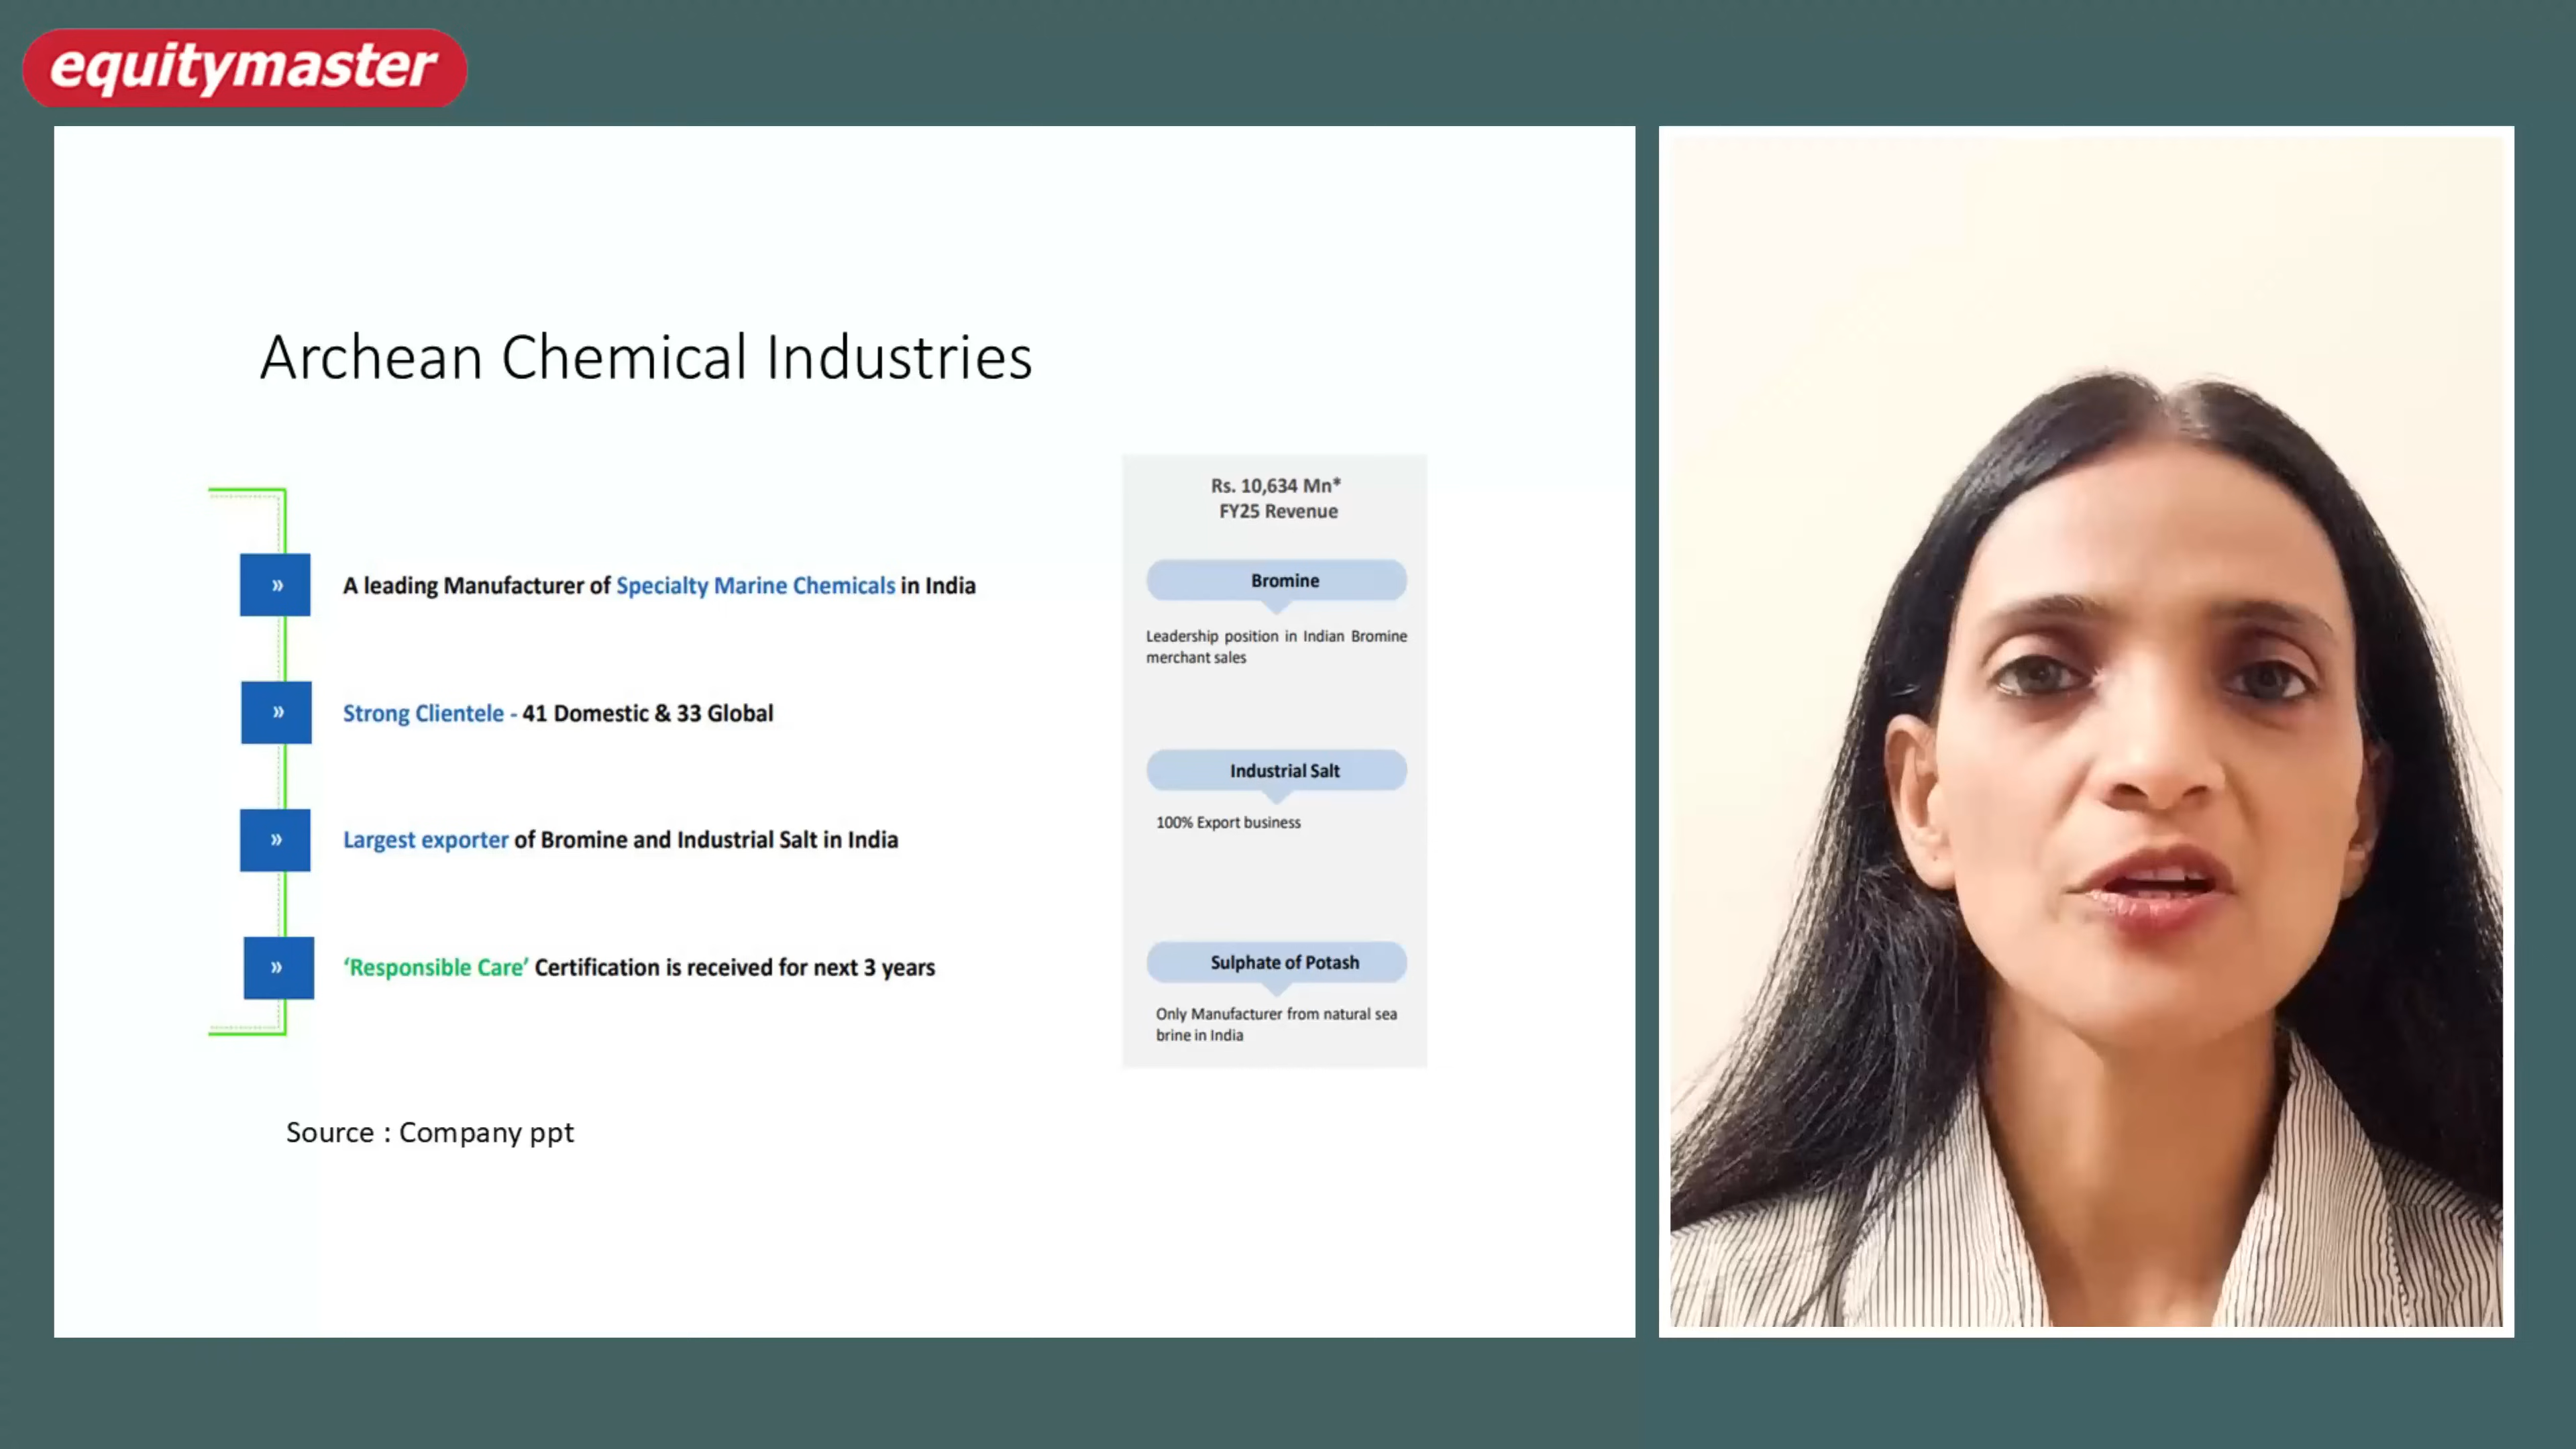 equitymaster
Archean Chemical Industries
» A leading Manufacturer of Specialty Marine Chemicals in India
» Strong Clientele - 41 Domestic & 33 Global
» Largest exporter of Bromine and Industrial Salt in India
» ‘Responsible Care’ Certification is received for next 3 years
Source : Company ppt
Rs. 10,634 Mn*
FY25 Revenue
Bromine
Leadership position in Indian Bromine
merchant sales
Industrial Salt
100% Export business
Sulphate of Potash
Only Manufacturer from natural sea
brine in India